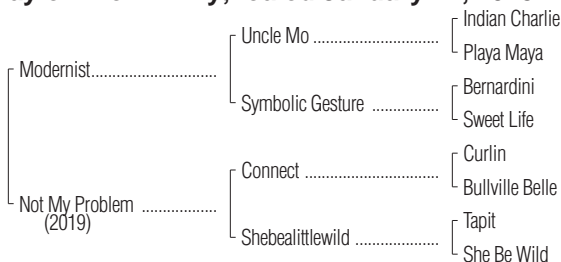 Indian Charlie
Uncle Mo
Playa Maya
Modernist
Bernardini
Symbolic Gesture
Sweet Life
Curlin
Connect
Bullville Belle
Not My Problem
(2019)
Tapit
Shebealittlewild
She Be Wild